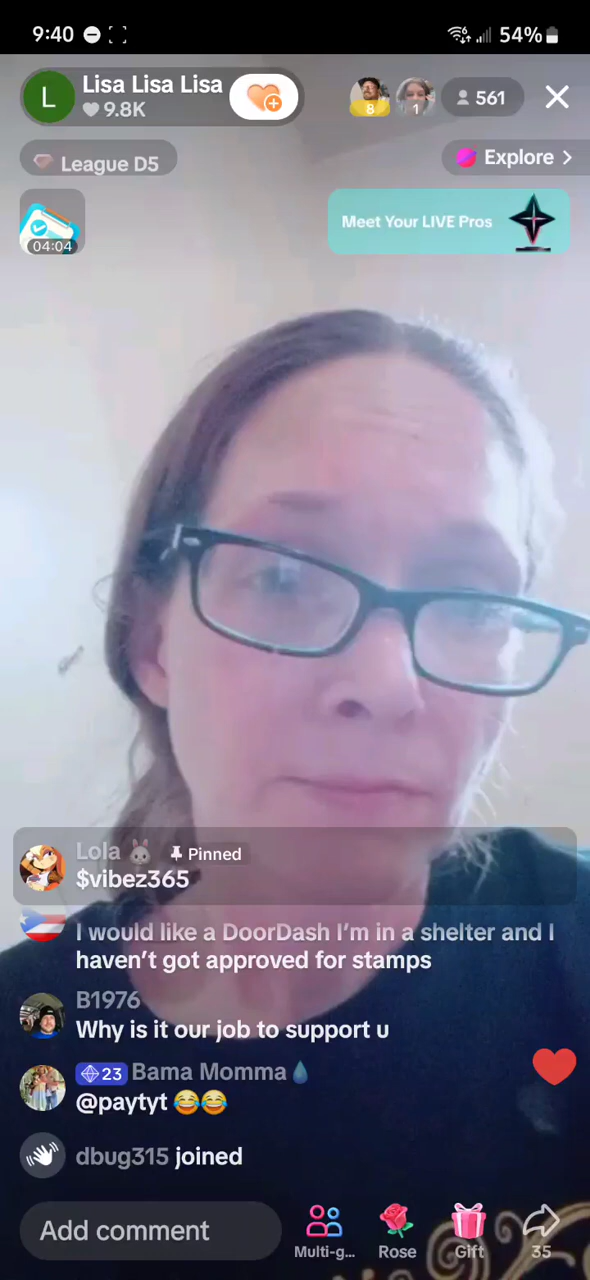 9:40
54%
L
Lisa Lisa Lisa
9.8K
8
1
561
League D5
Explore
04:04
Meet Your LIVE Pros
Lola
Pinned
$vibez365
I would like a DoorDash I'm in a shelter and I
haven't got approved for stamps
B1976
Why is it our job to support u
23 Bama Momma💧
@paytyt 😂😂
dbug315 joined
Add comment
Multi-g...
Rose
Gift
35